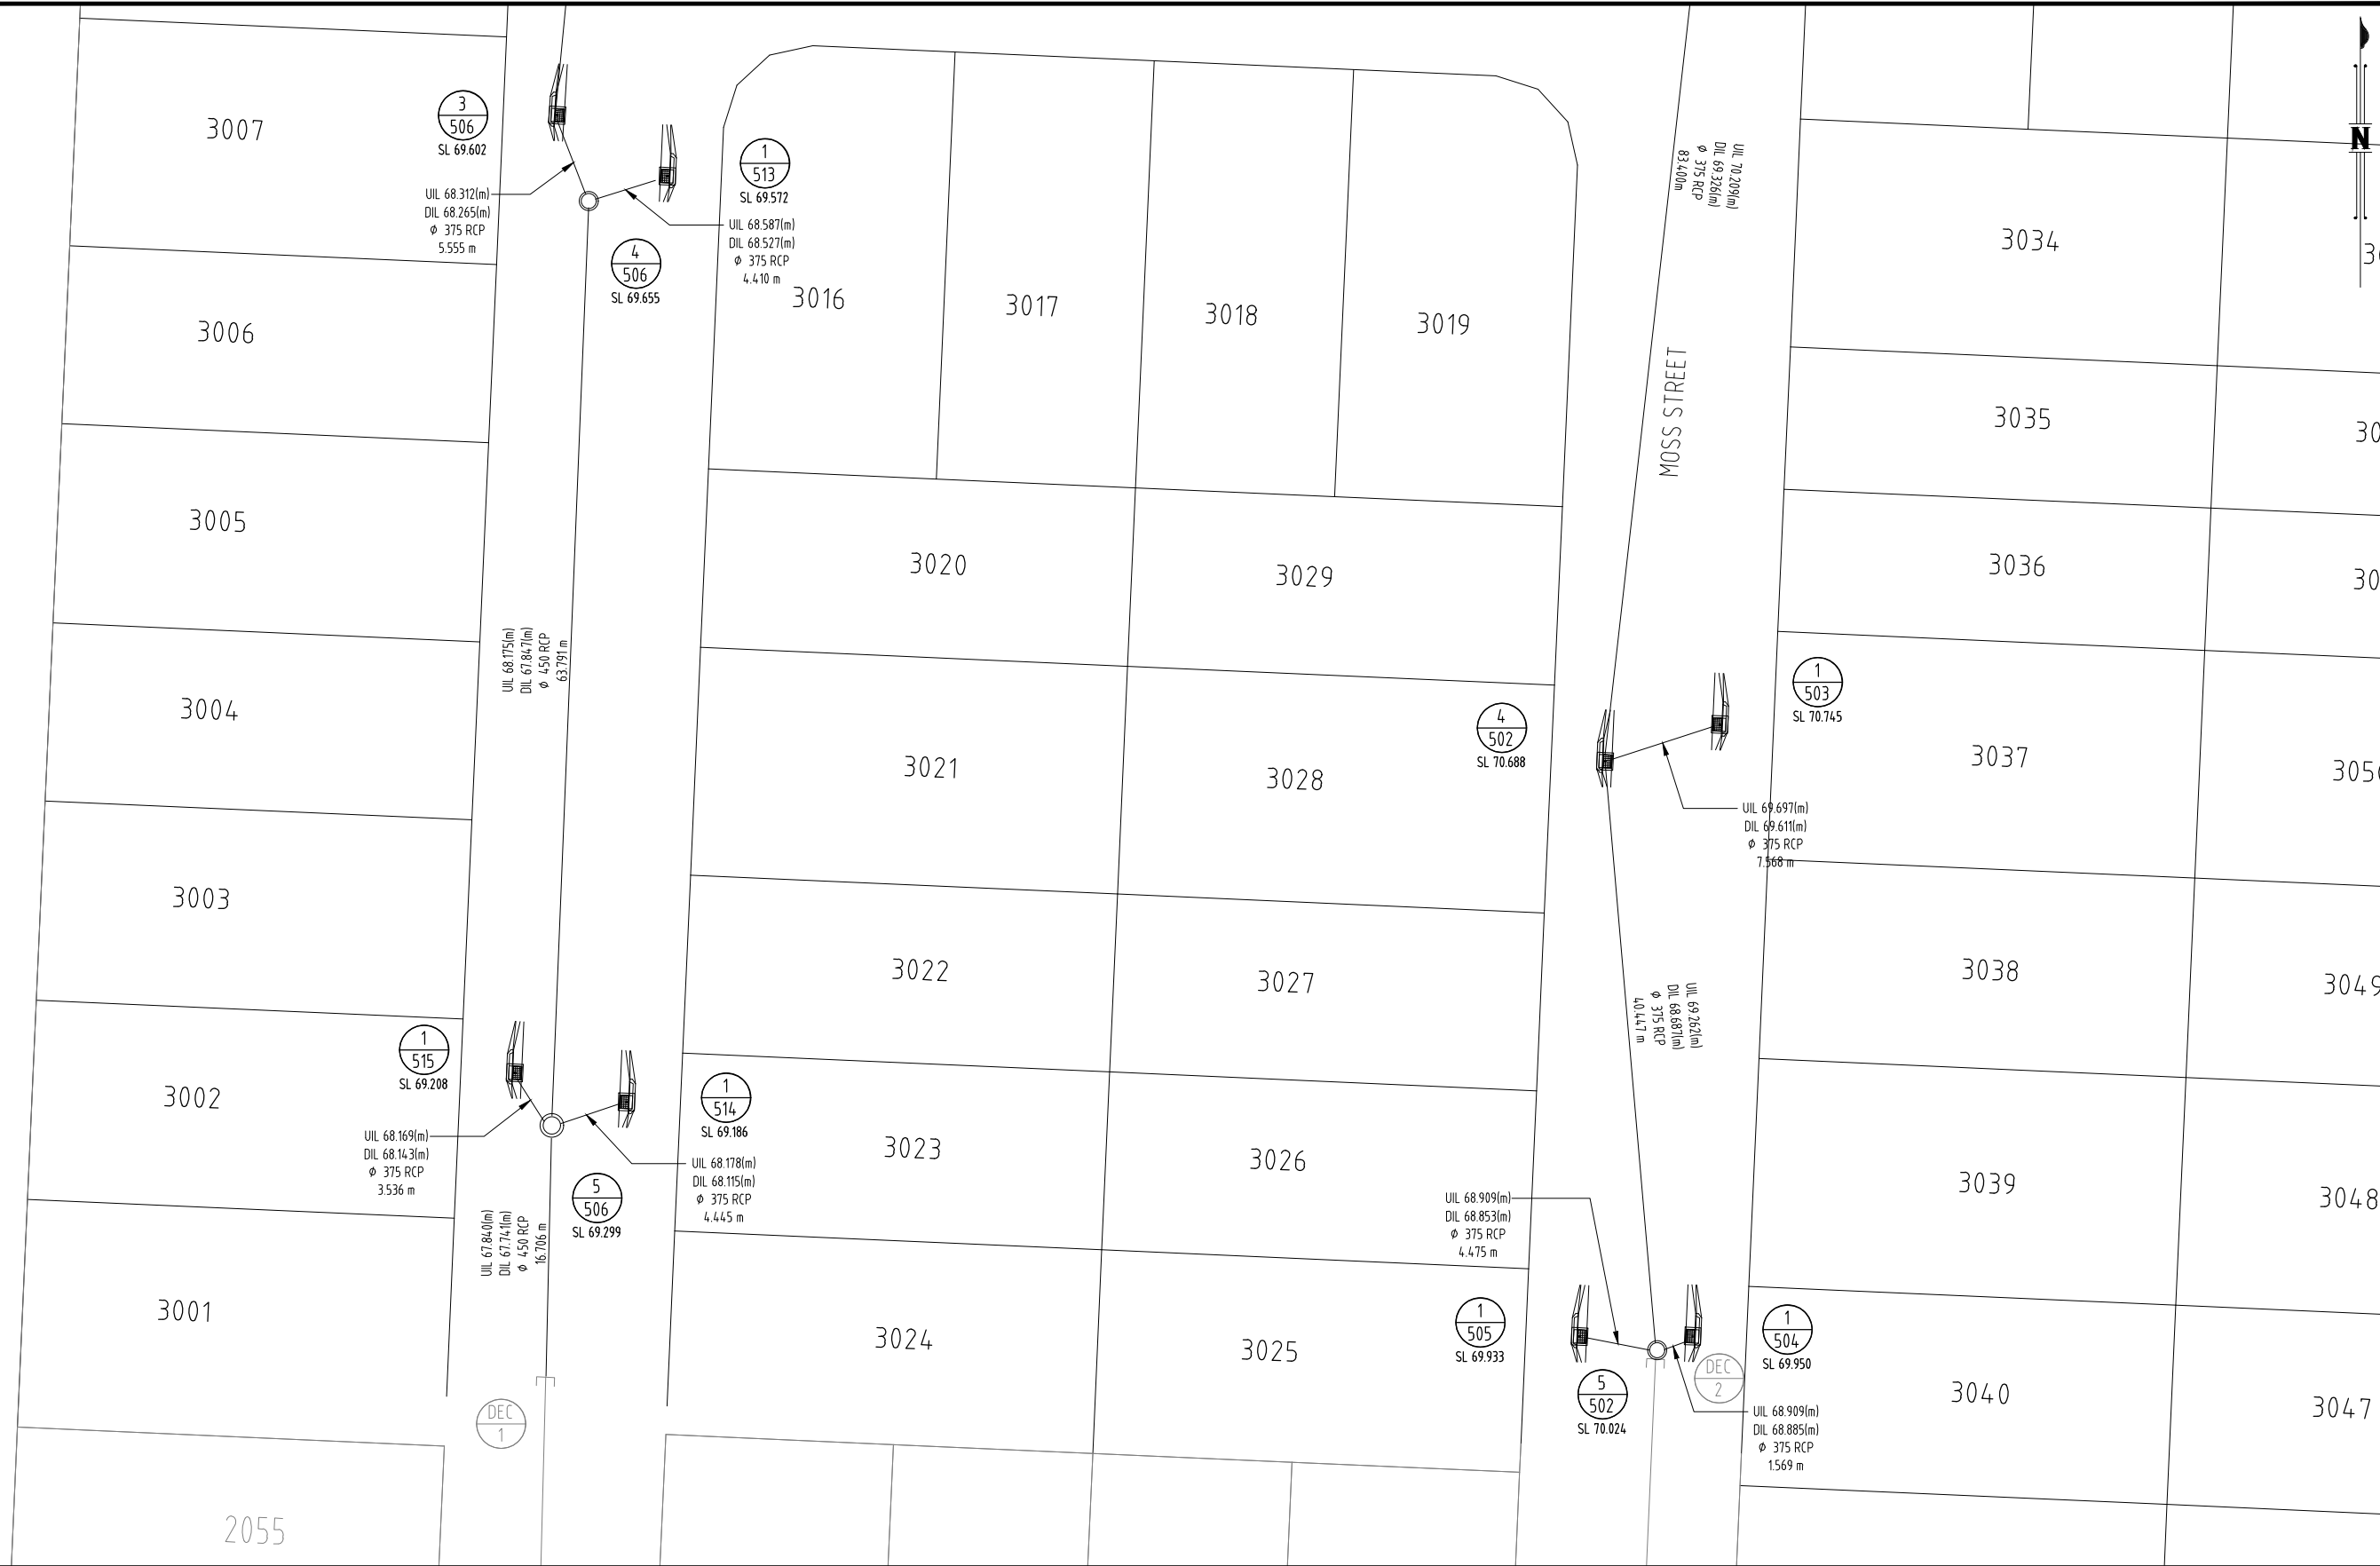 3007
3
506
SL 69.602
UIL 68.312(m)
DIL 68.265(m)
ϕ 375 RCP
5.555 m
1
513
SL 69.572
UIL 68.587(m)
DIL 68.527(m)
ϕ 375 RCP
4.410 m
4
506
SL 69.655
3016
3017
3018
3019
UIL 70.209(m)
DIL 69.326(m)
ϕ 375 RCP
83.400m
N
3034
MOSS STREET
3006
3005
3004
3003
3002
3001
2055
UIL 68.175(m)
DIL 67.847(m)
ϕ 450 RCP
63.791 m
3020
3029
3021
3028
3022
3027
3023
3026
3024
3025
3035
3036
3037
3038
3039
3040
3049
3048
3047
4
502
SL 70.688
1
503
SL 70.745
UIL 69.697(m)
DIL 69.611(m)
ϕ 375 RCP
7.568 m
UIL 69.262(m)
DIL 68.687(m)
ϕ 375 RCP
40.447 m
1
515
SL 69.208
UIL 68.169(m)
DIL 68.143(m)
ϕ 375 RCP
3.536 m
1
514
SL 69.186
UIL 68.178(m)
DIL 68.115(m)
ϕ 375 RCP
4.445 m
5
506
SL 69.299
UIL 67.840(m)
DIL 67.741(m)
ϕ 450 RCP
16.706 m
DEC
1
UIL 68.909(m)
DIL 68.853(m)
ϕ 375 RCP
4.475 m
1
505
SL 69.933
5
502
SL 70.024
DEC
2
1
504
SL 69.950
UIL 68.909(m)
DIL 68.885(m)
ϕ 375 RCP
1.569 m